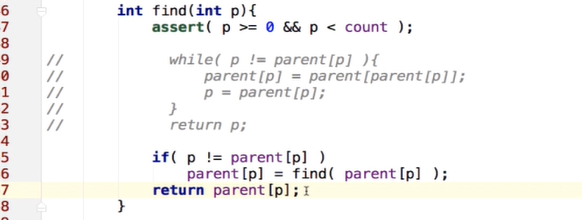 6 int find(int p){
7 assert( p >= 0 && p < count );
8
9 // while( p != parent[p] ){
0 // parent[p] = parent[parent[p]];
1 // p = parent[p];
2 // }
3 // return p;
4
5 if( p != parent[p] )
6 parent[p] = find( parent[p] );
7 return parent[p];
8 }